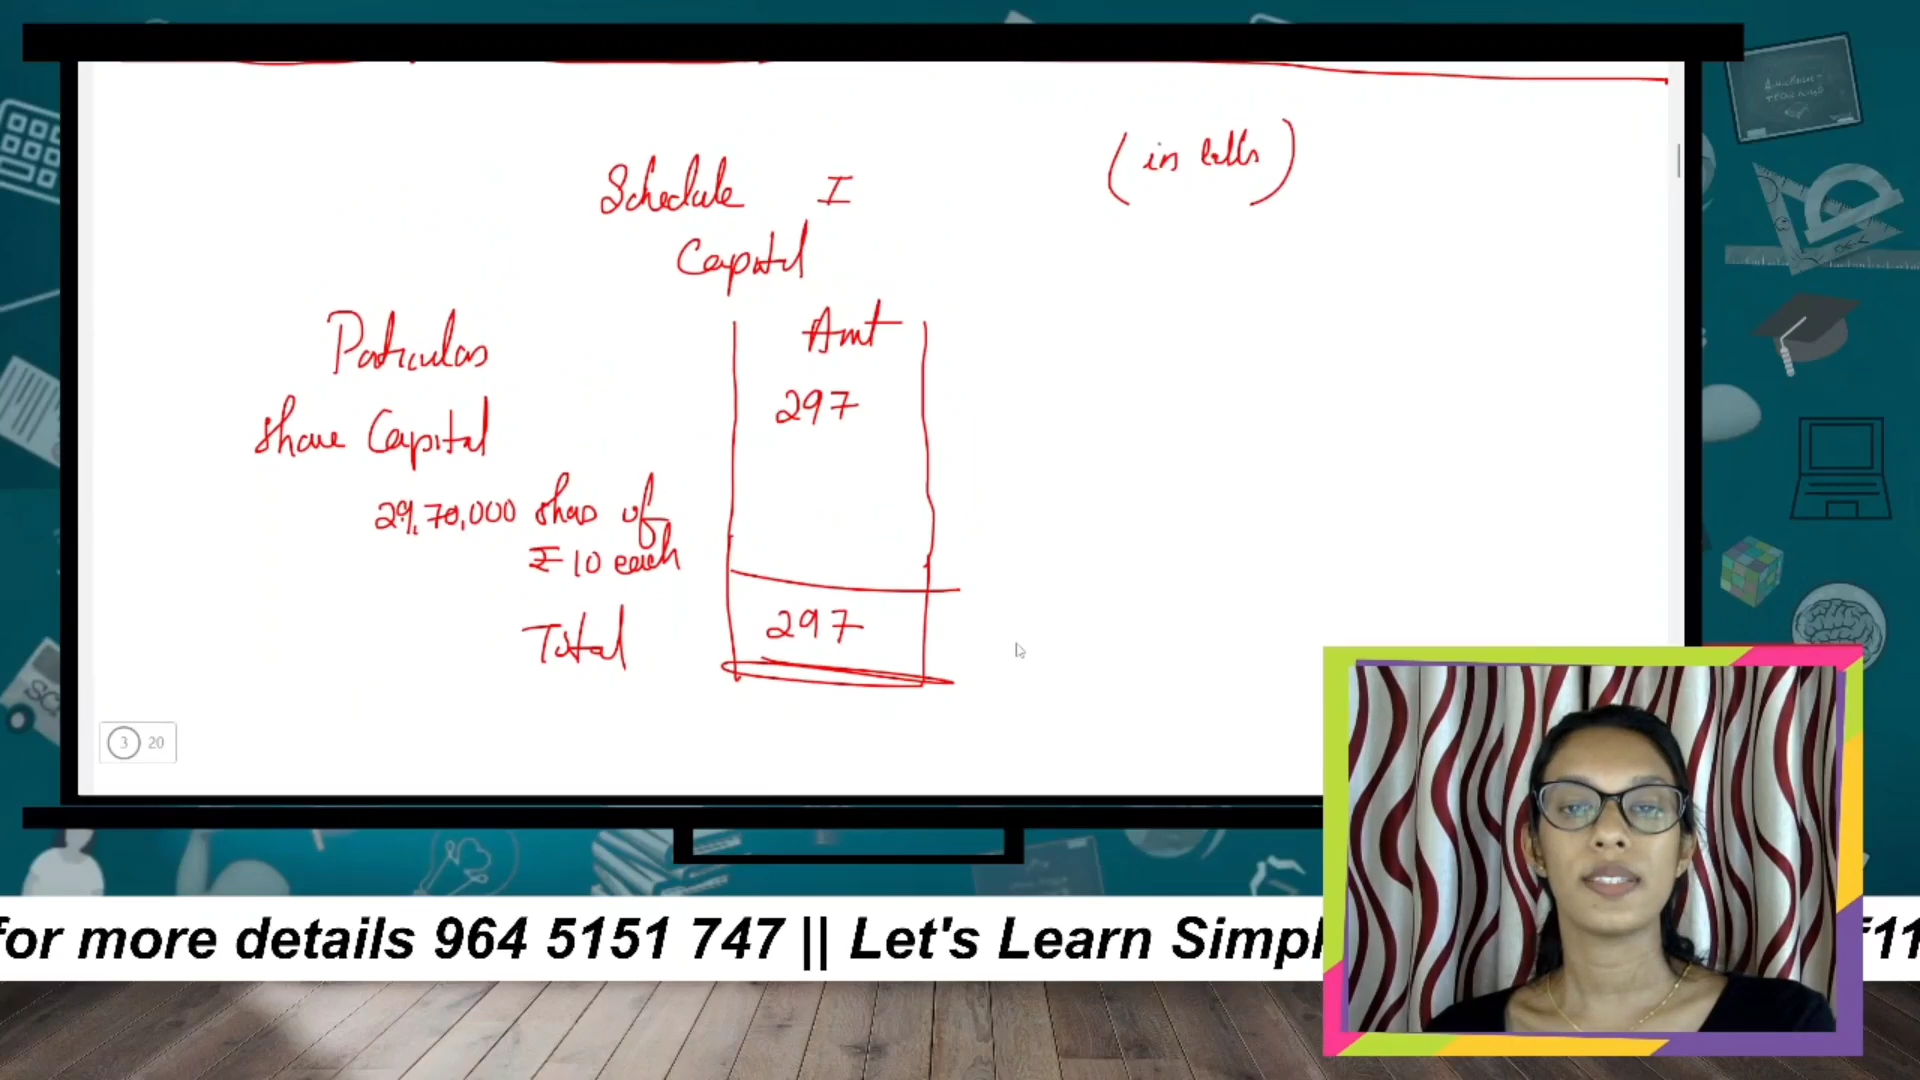 (in lakhs)
Schedule I
Capital
Particulars
Amt
Share Capital
297
29,70,000 shares of
₹10 each
Total
297
3 20
for more details 964 5151 747 || Let's Learn Simpl
f11